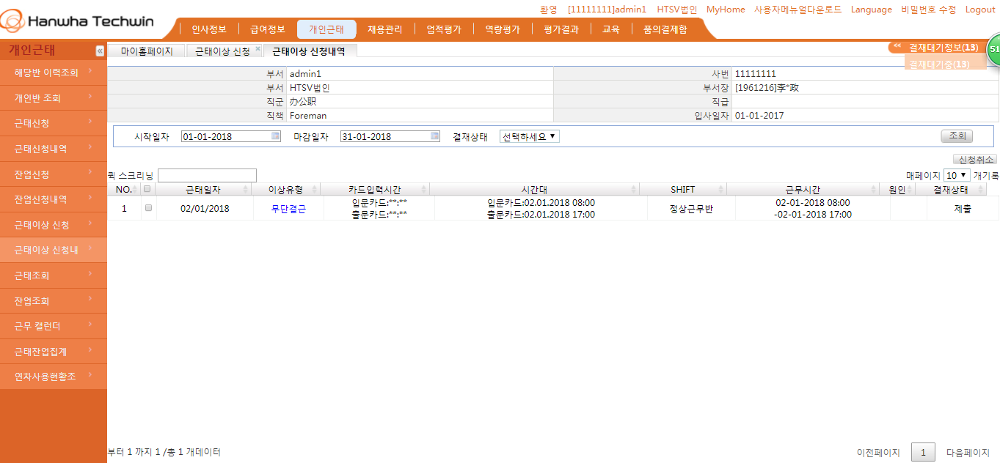 환영 [11111111]admin1 HTSV법인 MyHome 사용자메뉴얼다운로드 Language 비밀번호 수정 Logout
Hanwha Techwin
인사정보 급여정보 개인근태 채용관리 업적평가 역량평가 평가결과 교육 품의결제함
개인근태 «
마이홈페이지 근태이상 신청 × 근태이상 신청내역
결재대기정보(13)
결재대기중(13)
51
해당반 이력조회
개인반 조회
근태신청
근태신청내역
잔업신청
잔업신청내역
근태이상 신청
근태이상 신청내
근태조회
잔업조회
근무 캘린더
근태잔업집계
연차사용현황조
부서 admin1 사번 11111111
부서 HTSV법인 부서장 [1961216]李*政
직군 办公职 직급
직책 Foreman 입사일자 01-01-2017
시작일자 01-01-2018 마감일자 31-01-2018 결재상태 선택하세요 ▼ 조회
신청취소
퀵 스크리닝 매페이지 10 ▼ 개기록
NO. 근태일자 이상유형 카드입력시간 시간대 SHIFT 근무시간 원인 결재상태
1 02/01/2018 무단결근 입문카드:**:** 입문카드:02.01.2018 08:00 정상근무반 02-01-2018 08:00 제출
출문카드:**:** 출문카드:02.01.2018 17:00 -02-01-2018 17:00
부터 1 까지 1 /총 1 개데이터 이전페이지 1 다음페이지